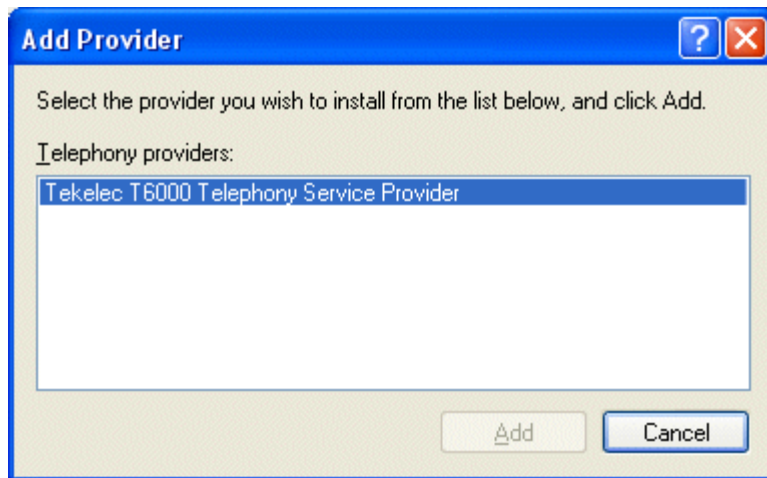 Add Provider
Select the provider you wish to install from the list below, and click Add.
Telephony providers:
Tekelec T6000 Telephony Service Provider
Add
Cancel